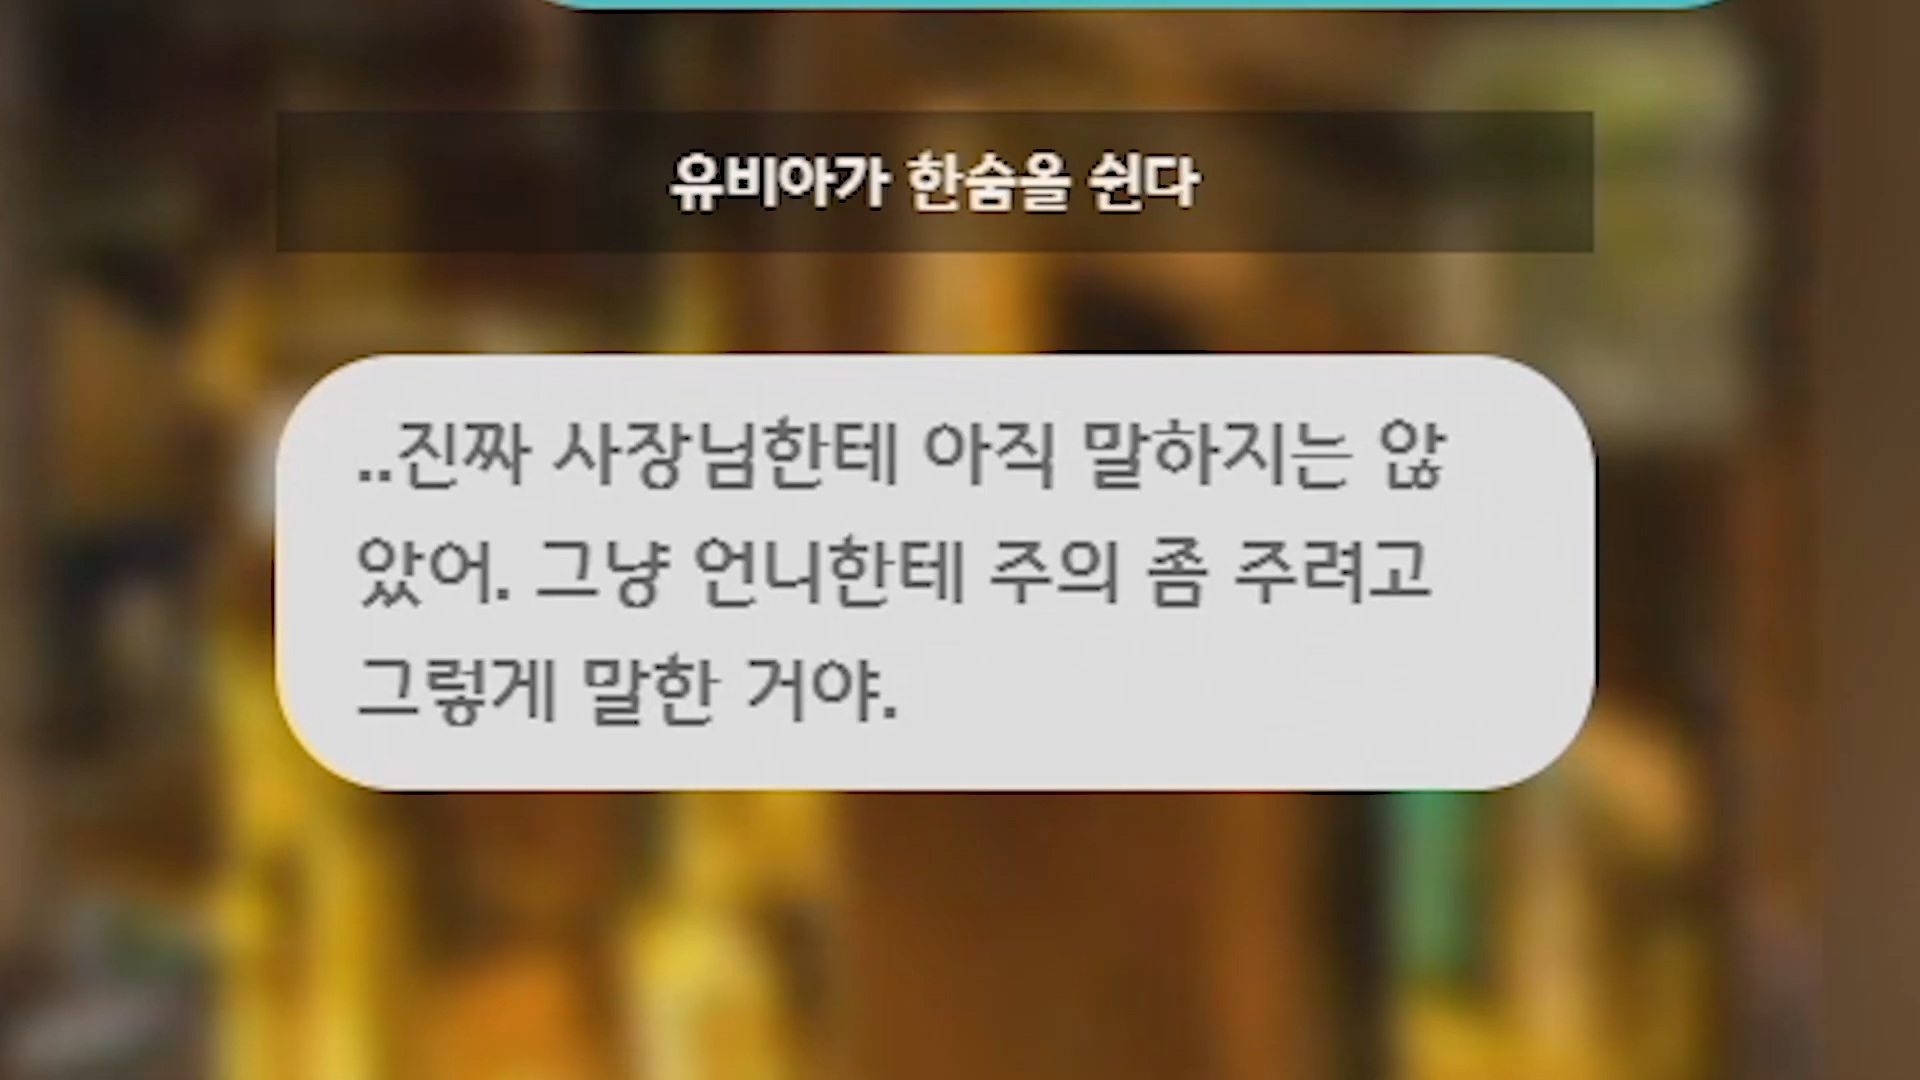 유비아가 한숨을 쉰다
..진짜 사장님한테 아직 말하지는 않
았어. 그냥 언니한테 주의 좀 주려고
그렇게 말한 거야.